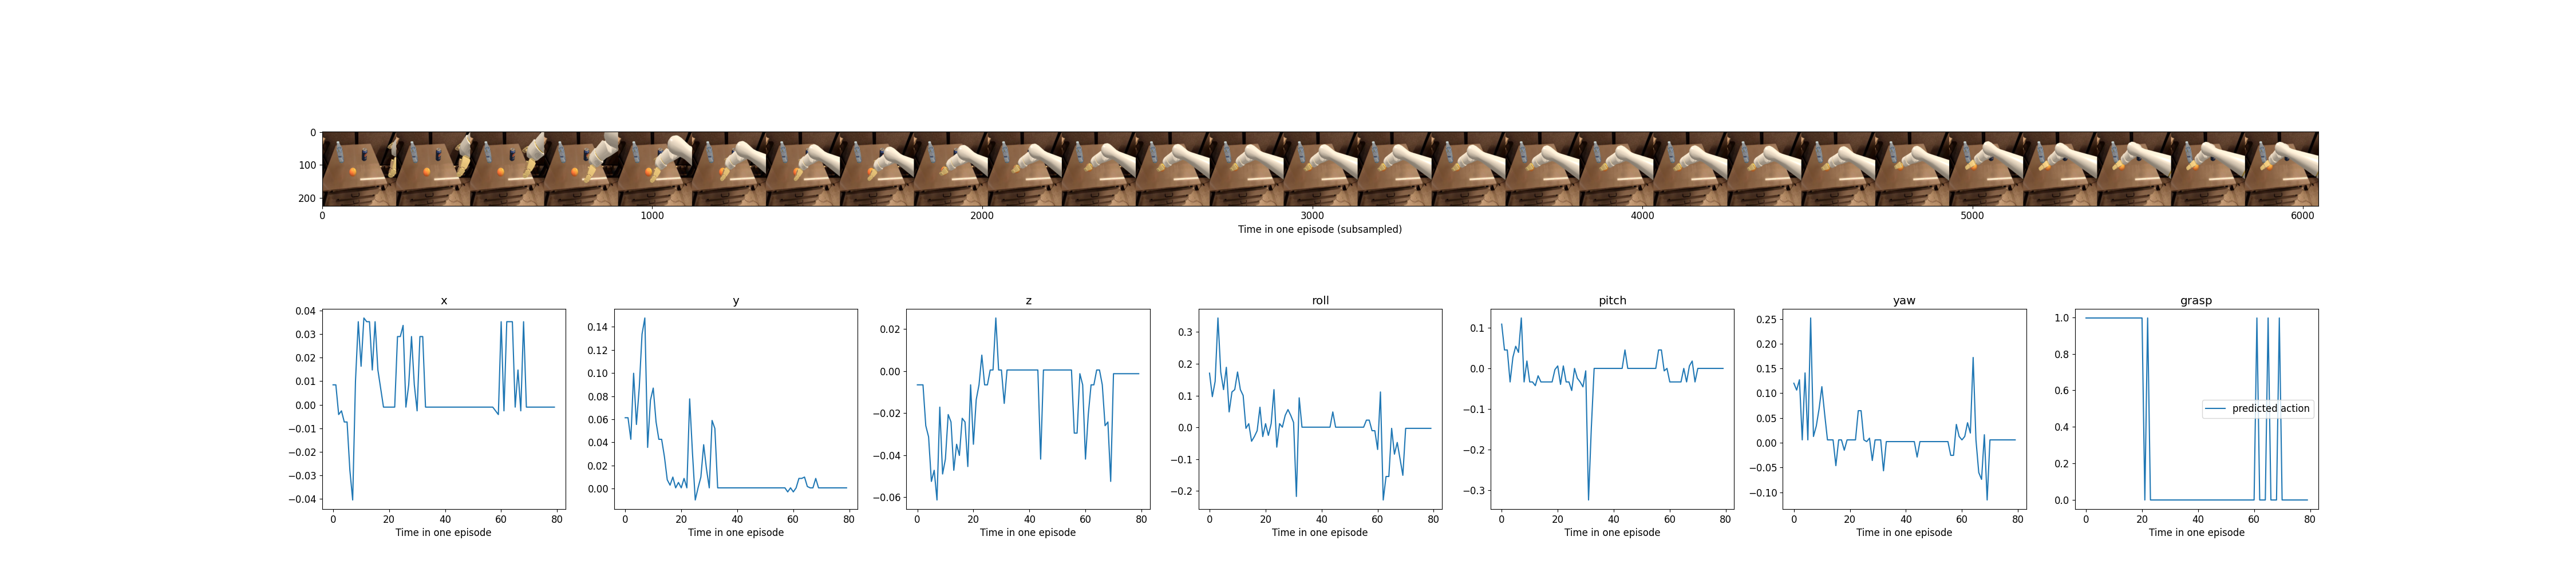 0
100
200
0 1000 2000 3000 4000 5000 6000
Time in one episode (subsampled)
x
0.04
0.03
0.02
0.01
0.00
−0.01
−0.02
−0.03
−0.04
0 20 40 60 80
Time in one episode
y
0.14
0.12
0.10
0.08
0.06
0.04
0.02
0.00
0 20 40 60 80
Time in one episode
z
0.02
0.00
−0.02
−0.04
−0.06
0 20 40 60 80
Time in one episode
roll
0.3
0.2
0.1
0.0
−0.1
−0.2
0 20 40 60 80
Time in one episode
pitch
0.1
0.0
−0.1
−0.2
−0.3
0 20 40 60 80
Time in one episode
yaw
0.25
0.20
0.15
0.10
0.05
0.00
−0.05
−0.10
0 20 40 60 80
Time in one episode
grasp
1.0
0.8
0.6
0.4
0.2
0.0
predicted action
0 20 40 60 80
Time in one episode